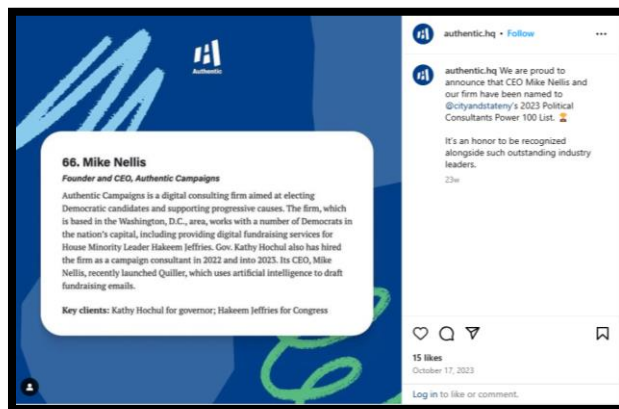 Authentic
66. Mike Nellis
Founder and CEO, Authentic Campaigns
Authentic Campaigns is a digital consulting firm aimed at electing
Democratic candidates and supporting progressive causes. The firm, which
is based in the Washington, D.C., area, works with a number of Democrats in
the nation's capital, including providing digital fundraising services for
House Minority Leader Hakeem Jeffries. Gov. Kathy Hochul also has hired
the firm as a campaign consultant in 2022 and into 2023. Its CEO, Mike
Nellis, recently launched Quiller, which uses artificial intelligence to draft
fundraising emails.
Key clients: Kathy Hochul for governor; Hakeem Jeffries for Congress
authentic.hq • Follow
authentic.hq We are proud to
announce that CEO Mike Nellis and
our firm have been named to
@cityandstateny's 2023 Political
Consultants Power 100 List.
It's an honor to be recognized
alongside such outstanding industry
leaders.
23w
15 likes
October 17, 2023
Log in to like or comment.